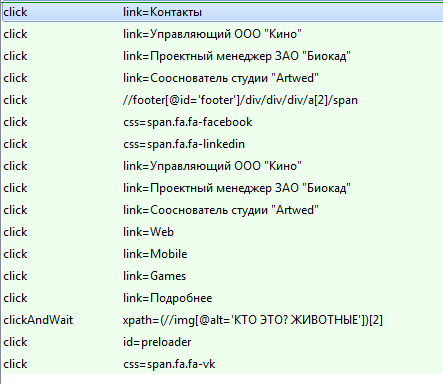 click link=Контакты
click link=Управляющий ООО "Кино"
click link=Проектный менеджер ЗАО "Биокад"
click link=Сооснователь студии "Artwed"
click //footer[@id='footer']/div/div/div/a[2]/span
click css=span.fa.fa-facebook
click css=span.fa.fa-linkedin
click link=Управляющий ООО "Кино"
click link=Проектный менеджер ЗАО "Биокад"
click link=Сооснователь студии "Artwed"
click link=Web
click link=Mobile
click link=Games
click link=Подробнее
clickAndWait xpath=(//img[@alt='КТО ЭТО? ЖИВОТНЫЕ'])[2]
click id=preloader
click css=span.fa.fa-vk